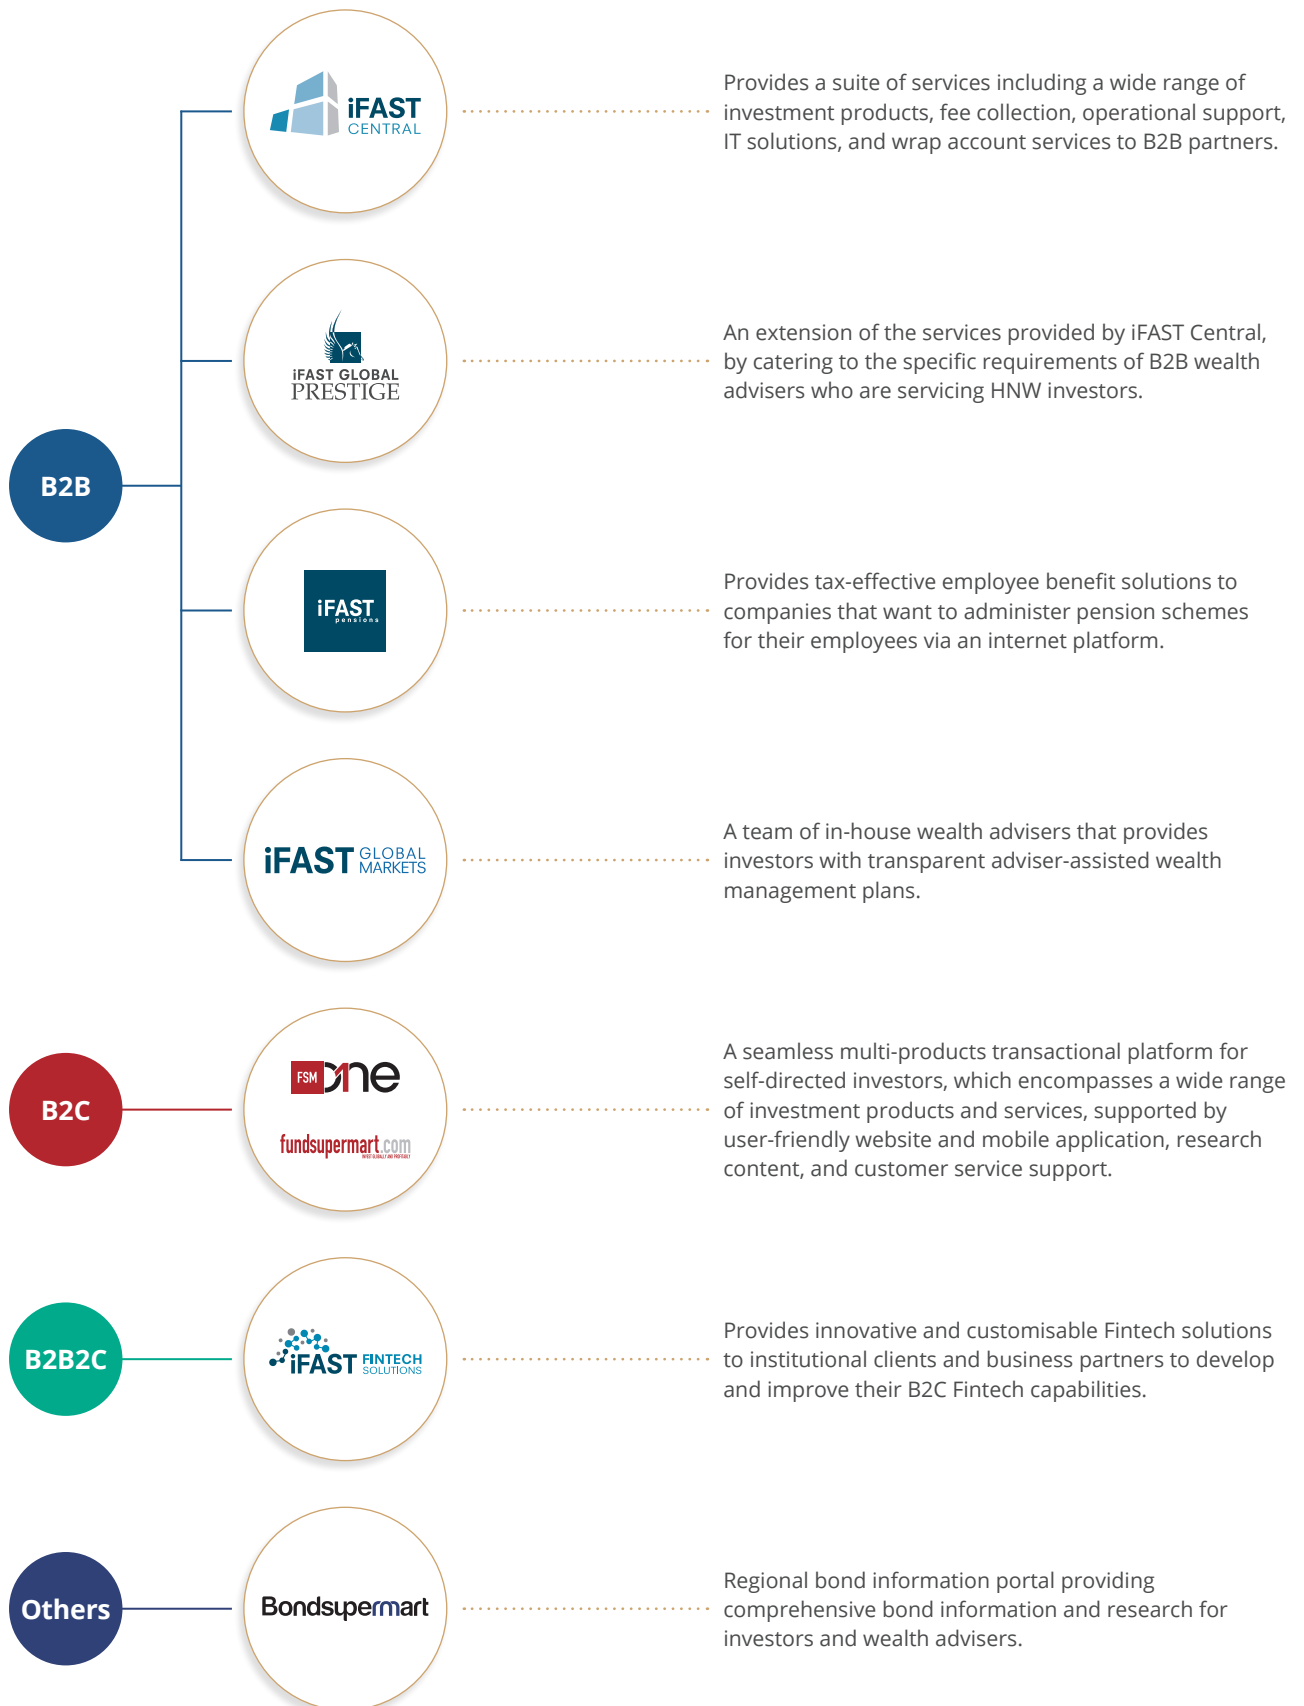 iFAST
CENTRAL
Provides a suite of services including a wide range of
investment products, fee collection, operational support,
IT solutions, and wrap account services to B2B partners.
iFAST GLOBAL
PRESTIGE
An extension of the services provided by iFAST Central,
by catering to the specific requirements of B2B wealth
advisers who are servicing HNW investors.
B2B
iFAST
pensions
Provides tax-effective employee benefit solutions to
companies that want to administer pension schemes
for their employees via an internet platform.
iFAST GLOBAL
MARKETS
A team of in-house wealth advisers that provides
investors with transparent adviser-assisted wealth
management plans.
B2C
FSM One
fundsupermart.com
INVEST GLOBALLY AND PROFITABLY
A seamless multi-products transactional platform for
self-directed investors, which encompasses a wide range
of investment products and services, supported by
user-friendly website and mobile application, research
content, and customer service support.
B2B2C
iFAST FINTECH
SOLUTIONS
Provides innovative and customisable Fintech solutions
to institutional clients and business partners to develop
and improve their B2C Fintech capabilities.
Others
Bondsupermart
Regional bond information portal providing
comprehensive bond information and research for
investors and wealth advisers.